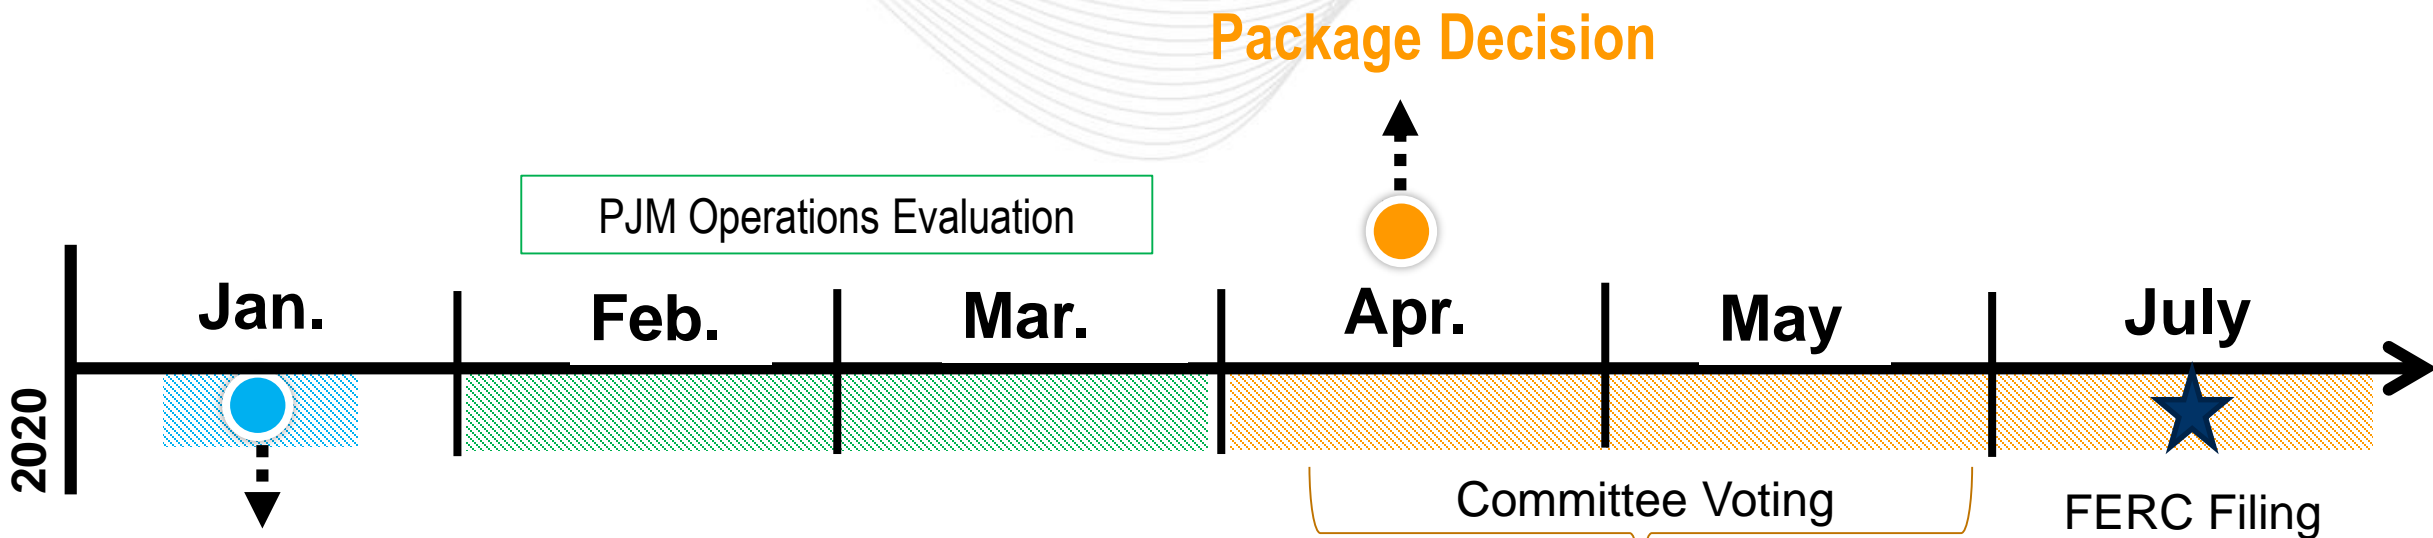 Package Decision
PJM Operations Evaluation
Jan.
Feb.
Mar.
Apr.
May
July
2020
Committee Voting
FERC Filing